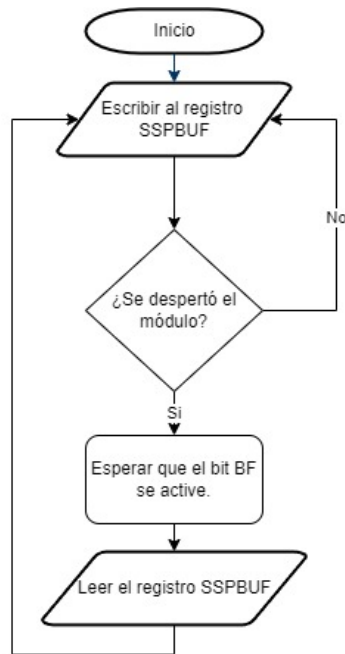 Inicio
Escribir al registro
SSPBUF
No
¿Se despertó el
módulo?
Si
Esperar que el bit BF
se active.
Leer el registro SSPBUF